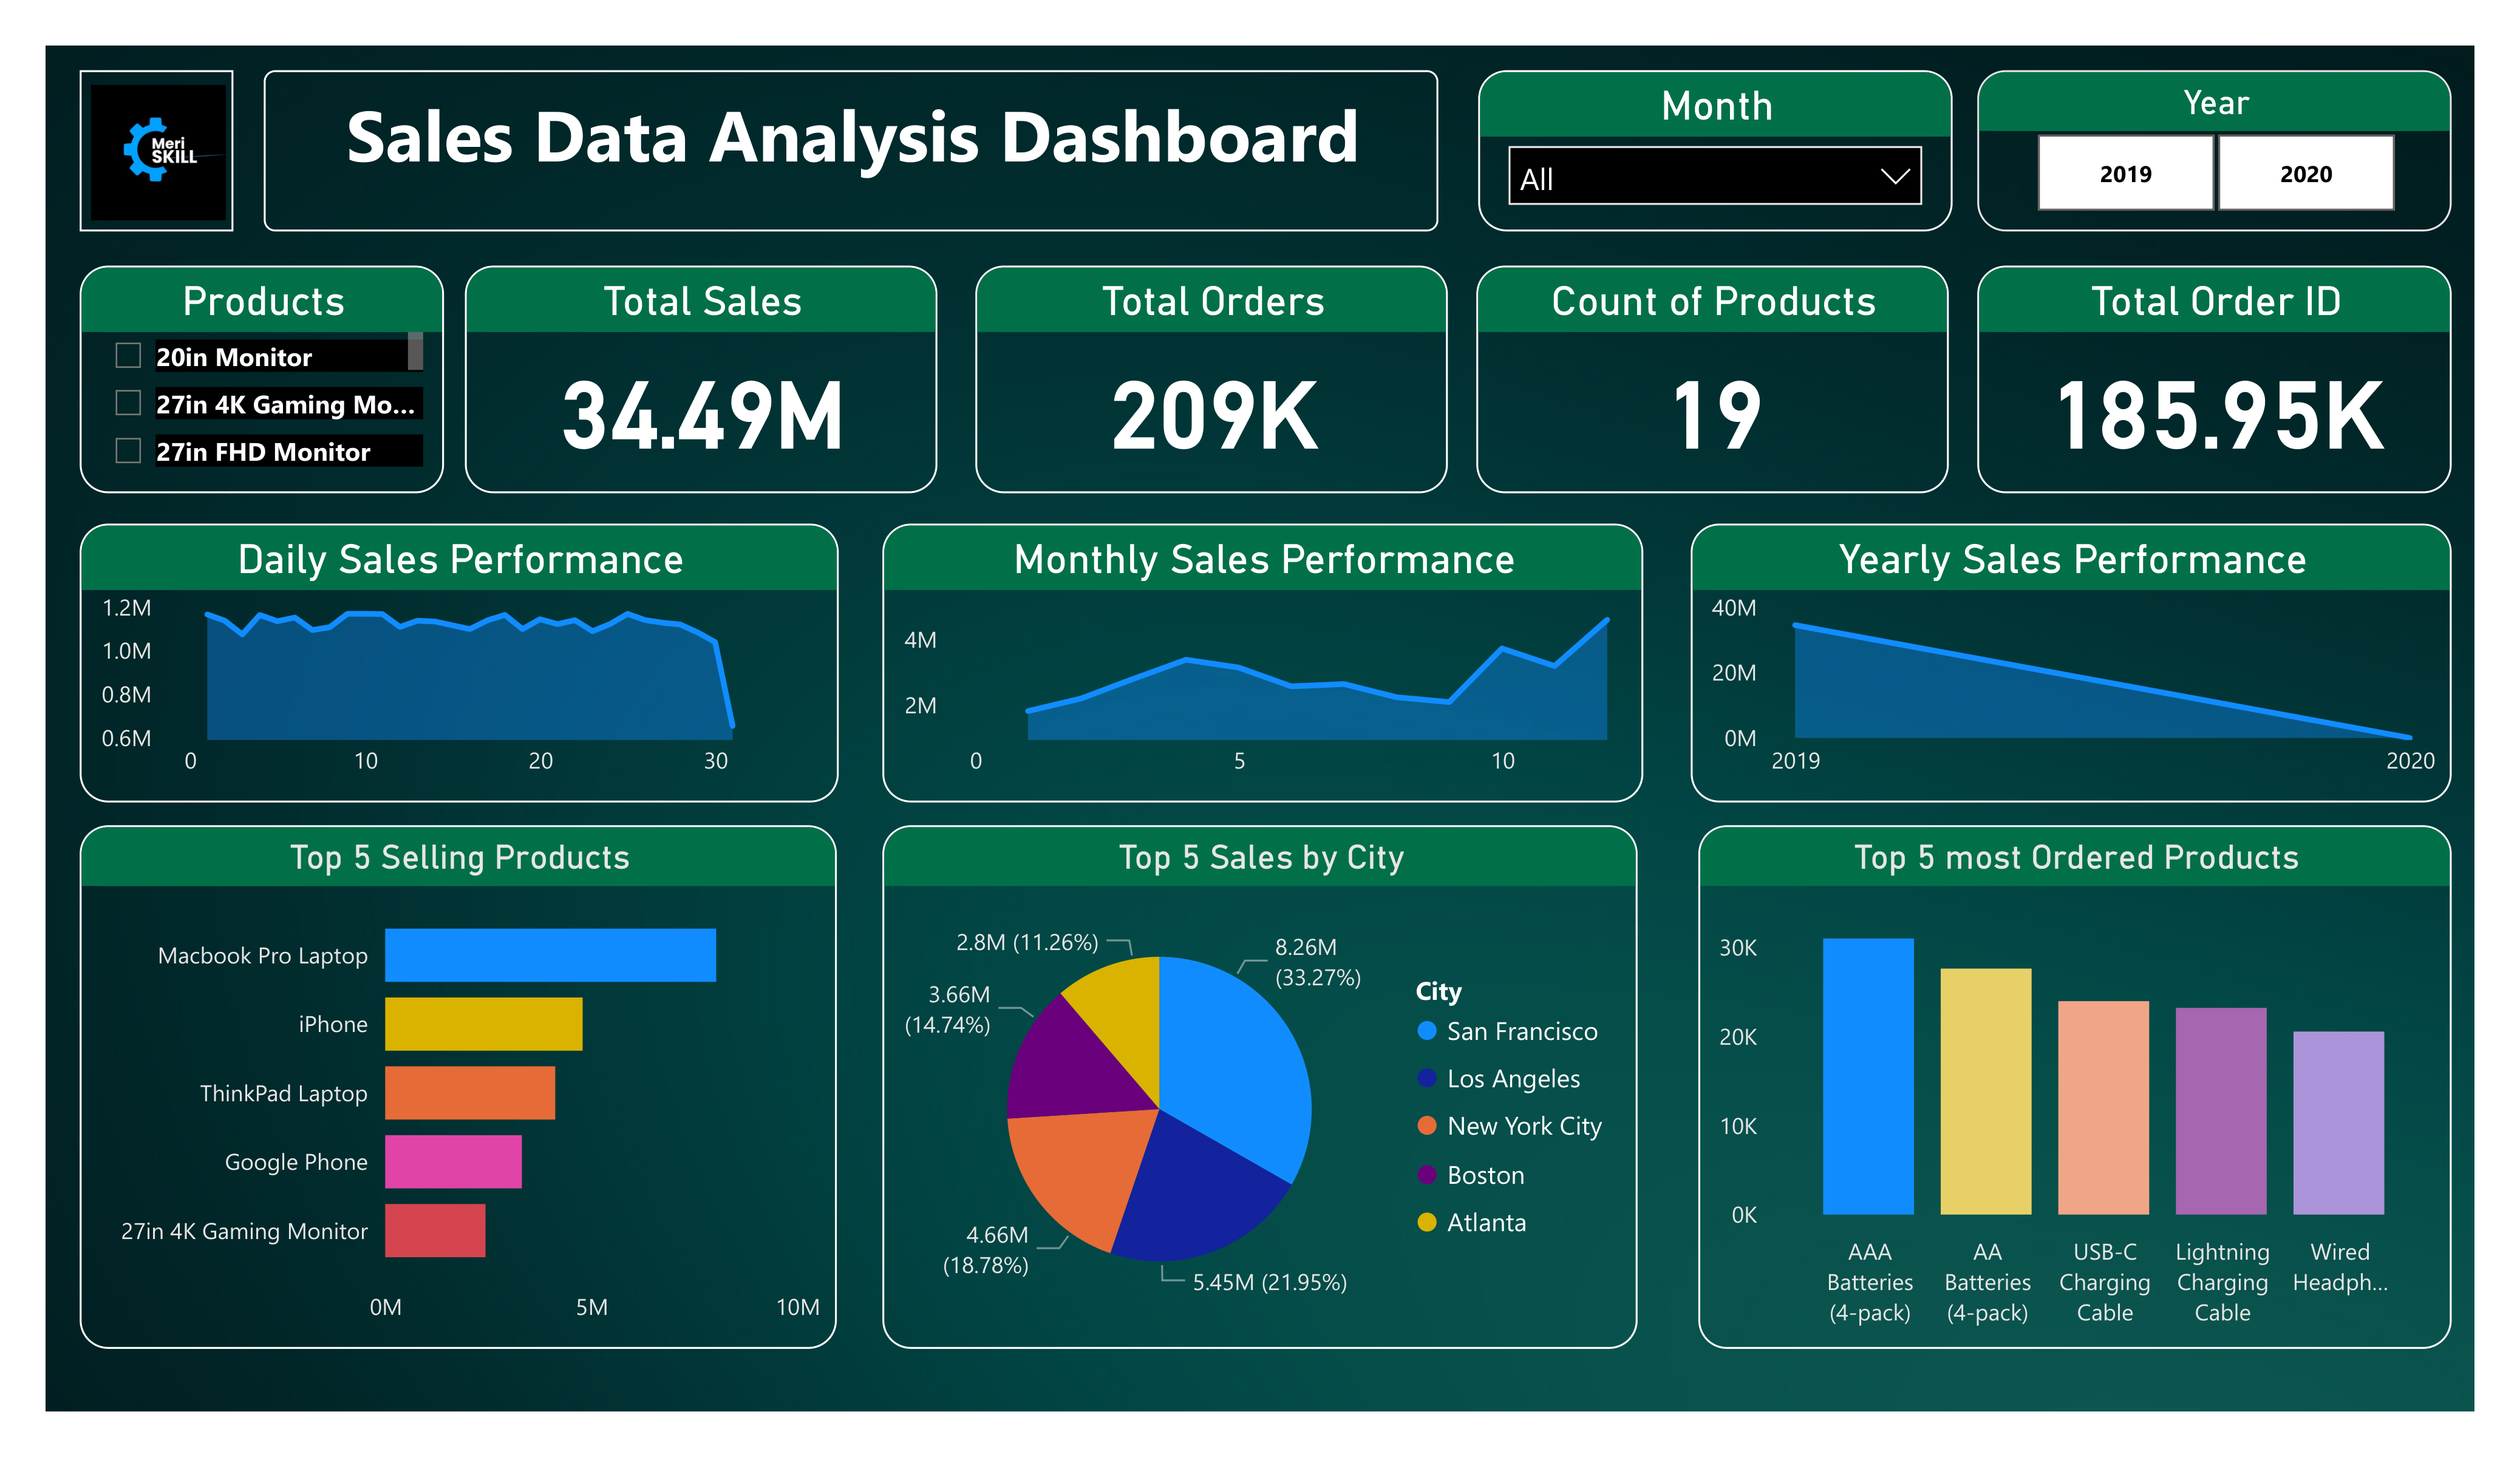 Meri
SKILL
Sales Data Analysis Dashboard
Month
All
Year
2019
2020
Products
20in Monitor
27in 4K Gaming Mo...
27in FHD Monitor
Total Sales
34.49M
Total Orders
209K
Count of Products
19
Total Order ID
185.95K
Daily Sales Performance
1.2M
1.0M
0.8M
0.6M
0 10 20 30
Monthly Sales Performance
4M
2M
0 5 10
Yearly Sales Performance
40M
20M
0M
2019 2020
Top 5 Selling Products
Macbook Pro Laptop
iPhone
ThinkPad Laptop
Google Phone
27in 4K Gaming Monitor
0M 5M 10M
Top 5 Sales by City
2.8M (11.26%)
8.26M
(33.27%)
3.66M
(14.74%)
4.66M
(18.78%)
5.45M (21.95%)
City
San Francisco
Los Angeles
New York City
Boston
Atlanta
Top 5 most Ordered Products
30K
20K
10K
0K
AAA
Batteries
(4-pack)
AA
Batteries
(4-pack)
USB-C
Charging
Cable
Lightning
Charging
Cable
Wired
Headph...